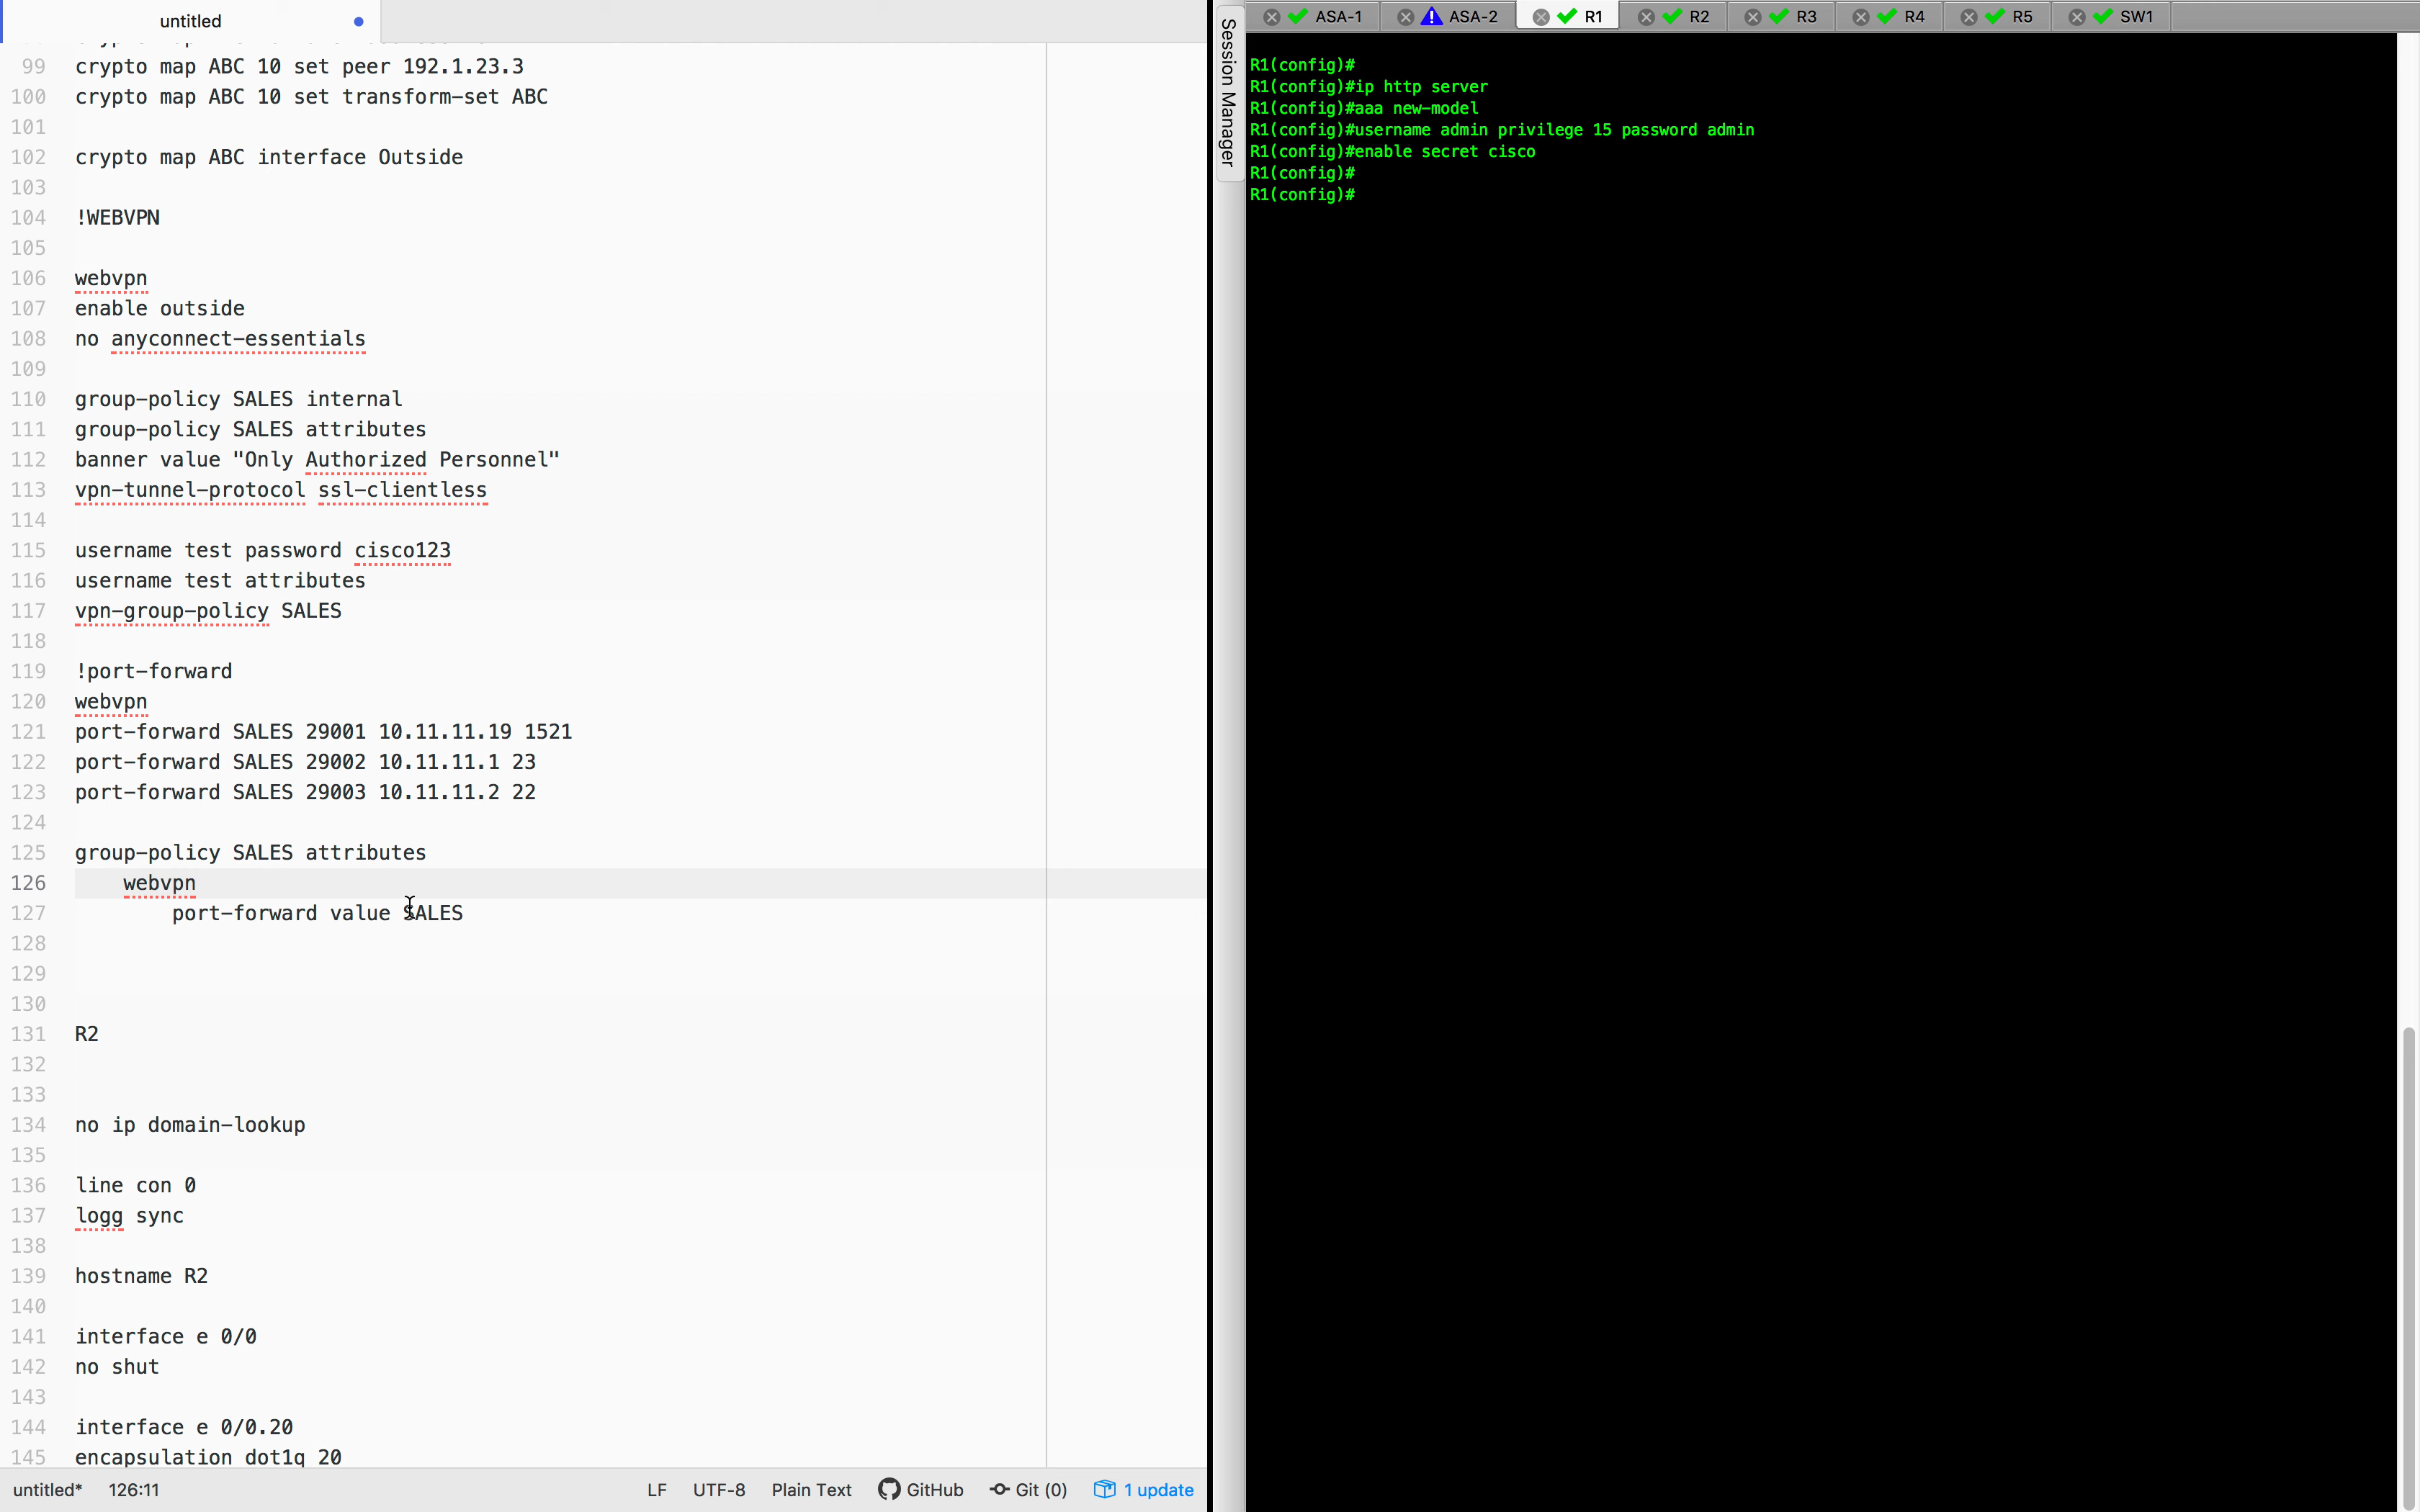 untitled
99 crypto map ABC 10 set peer 192.1.23.3
100 crypto map ABC 10 set transform-set ABC
101
102 crypto map ABC interface Outside
103
104 !WEBVPN
105
106 webvpn
107 enable outside
108 no anyconnect-essentials
109
110 group-policy SALES internal
111 group-policy SALES attributes
112 banner value "Only Authorized Personnel"
113 vpn-tunnel-protocol ssl-clientless
114
115 username test password cisco123
116 username test attributes
117 vpn-group-policy SALES
118
119 !port-forward
120 webvpn
121 port-forward SALES 29001 10.11.11.19 1521
122 port-forward SALES 29002 10.11.11.1 23
123 port-forward SALES 29003 10.11.11.2 22
124
125 group-policy SALES attributes
126 webvpn
127 port-forward value SALES
128
129
130
131 R2
132
133
134 no ip domain-lookup
135
136 line con 0
137 logg sync
138
139 hostname R2
140
141 interface e 0/0
142 no shut
143
144 interface e 0/0.20
145 encapsulation dot1q 20
untitled* 126:11 LF UTF-8 Plain Text GitHub Git (0) 1 update
Session Manager
ASA-1 ASA-2 R1 R2 R3 R4 R5 SW1
R1(config)#
R1(config)#ip http server
R1(config)#aaa new-model
R1(config)#username admin privilege 15 password admin
R1(config)#enable secret cisco
R1(config)#
R1(config)#